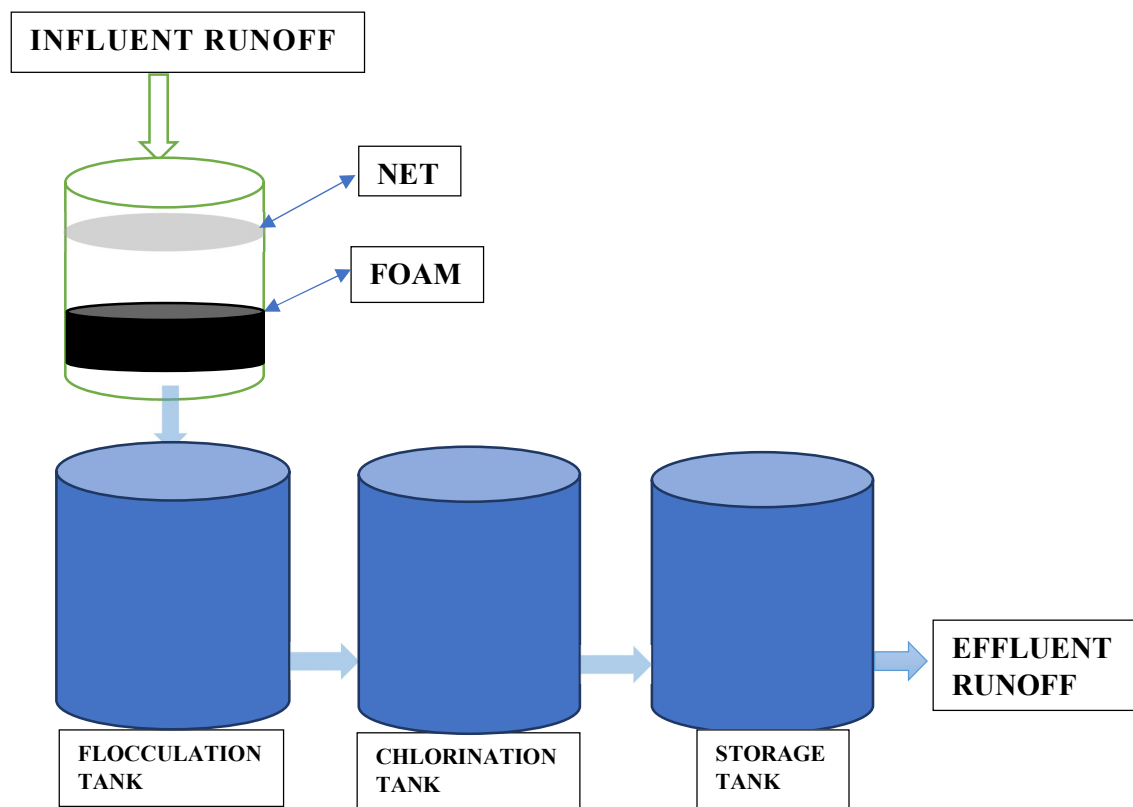 INFLUENT RUNOFF
NET
FOAM
EFFLUENT
RUNOFF
FLOCCULATION
TANK
CHLORINATION
TANK
STORAGE
TANK